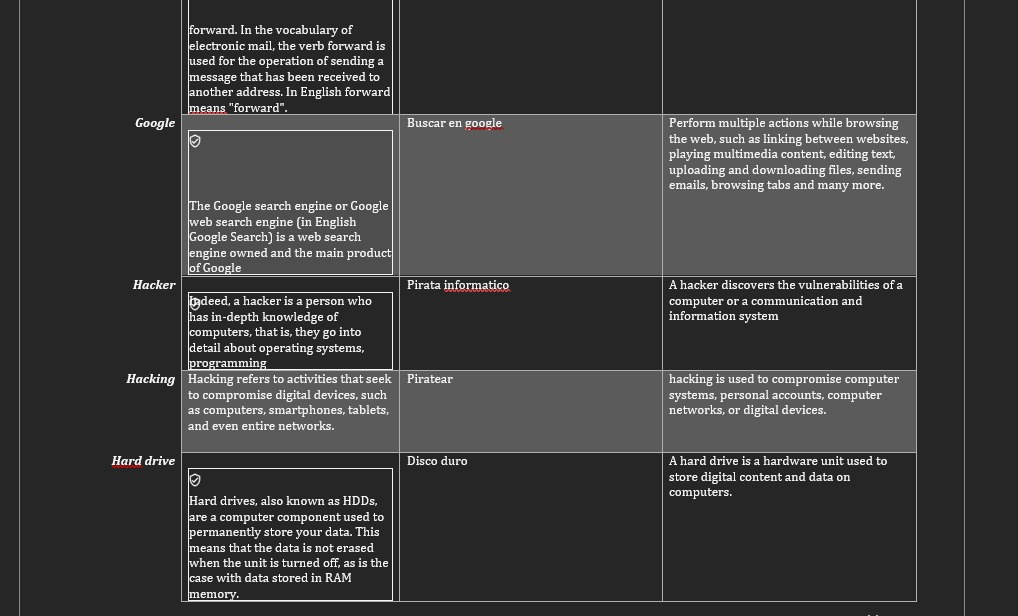 forward. In the vocabulary of
electronic mail, the verb forward is
used for the operation of sending a
message that has been received to
another address. In English forward
means "forward".
Google
The Google search engine or Google
web search engine (in English
Google Search) is a web search
engine owned and the main product
of Google
Buscar en google
Perform multiple actions while browsing
the web, such as linking between websites,
playing multimedia content, editing text,
uploading and downloading files, sending
emails, browsing tabs and many more.
Hacker
Indeed, a hacker is a person who
has in-depth knowledge of
computers, that is, they go into
detail about operating systems,
programming
Pirata informatico
A hacker discovers the vulnerabilities of a
computer or a communication and
information system
Hacking
Hacking refers to activities that seek
to compromise digital devices, such
as computers, smartphones, tablets,
and even entire networks.
Piratear
hacking is used to compromise computer
systems, personal accounts, computer
networks, or digital devices.
Hard drive
Hard drives, also known as HDDs,
are a computer component used to
permanently store your data. This
means that the data is not erased
when the unit is turned off, as is the
case with data stored in RAM
memory.
Disco duro
A hard drive is a hardware unit used to
store digital content and data on
computers.